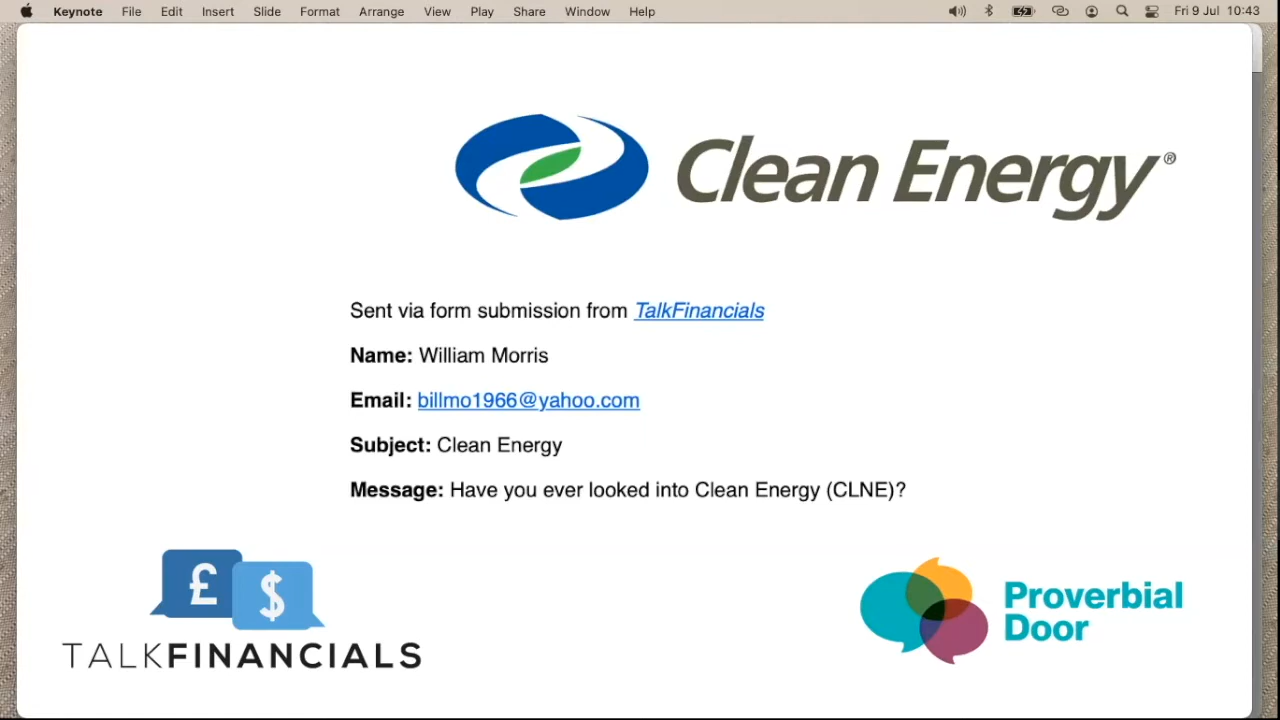 Keynote File Edit Insert Slide Format Arrange View Play Share Window Help Fri 9 Jul 10:43
Clean Energy®
Sent via form submission from TalkFinancials
Name: William Morris
Email: billmo1966@yahoo.com
Subject: Clean Energy
Message: Have you ever looked into Clean Energy (CLNE)?
£ $
TALKFINANCIALS
Proverbial
Door